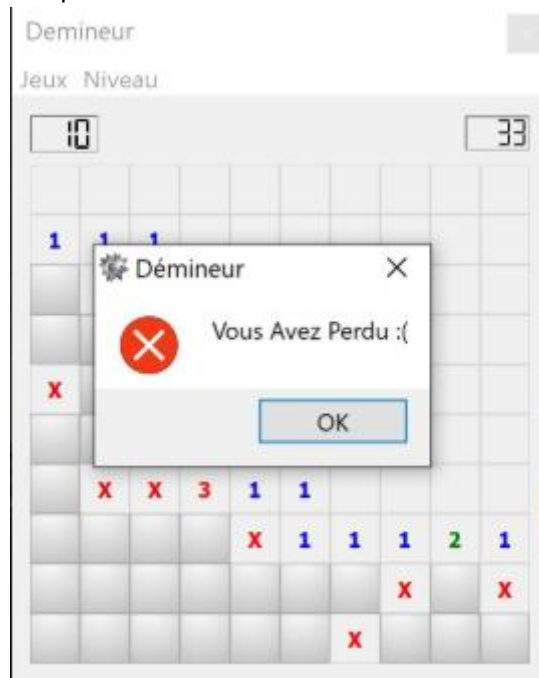 Demineur
Jeux Niveau
10 33
1 1 1
Démineur
Vous Avez Perdu :(
X
OK
X X 3 1 1
X 1 1 1 2 1
X X
X